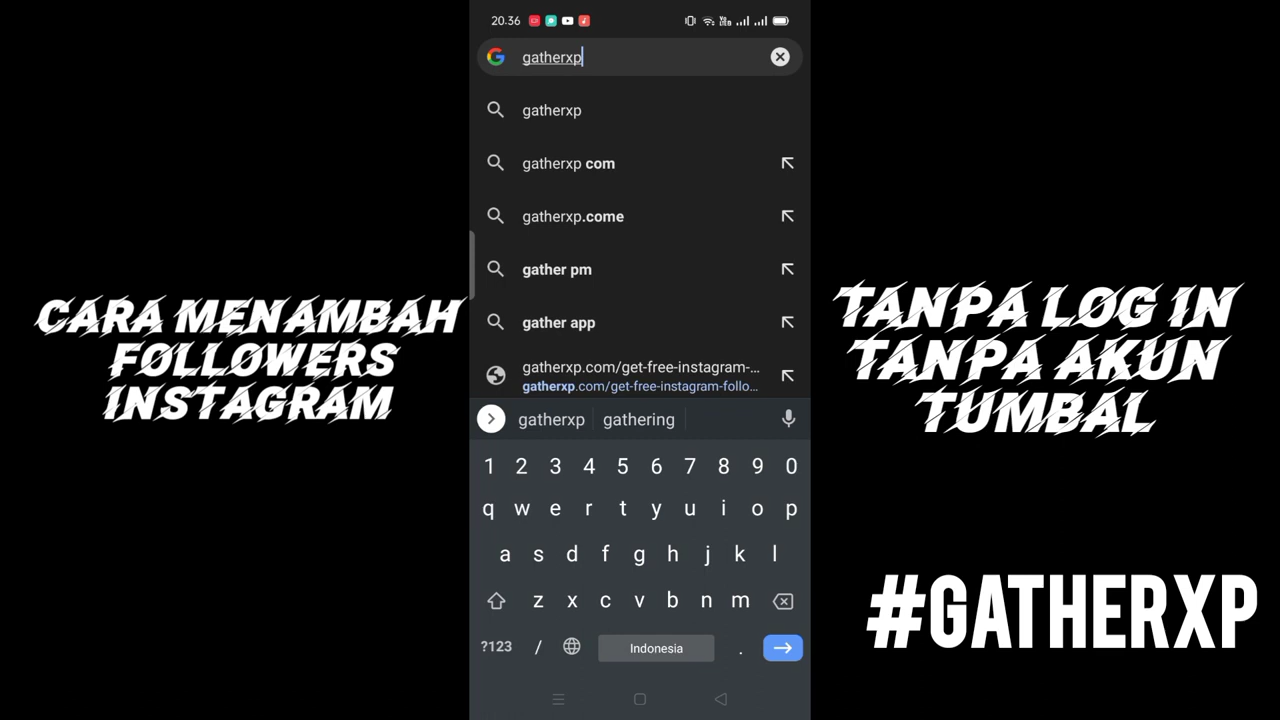 20.36
gatherxp
gatherxp
gatherxp com
gatherxp.come
gather pm
gather app
gatherxp.com/get-free-instagram-...
gatherxp.com/get-free-instagram-follo...
gatherxp gathering
1 2 3 4 5 6 7 8 9 0
q w e r t y u i o p
a s d f g h j k l
z x c v b n m
?123 / Indonesia .
CARA MENAMBAH
FOLLOWERS
INSTAGRAM
TANPA LOG IN
TANPA AKUN
TUMBAL
#GATHERXP